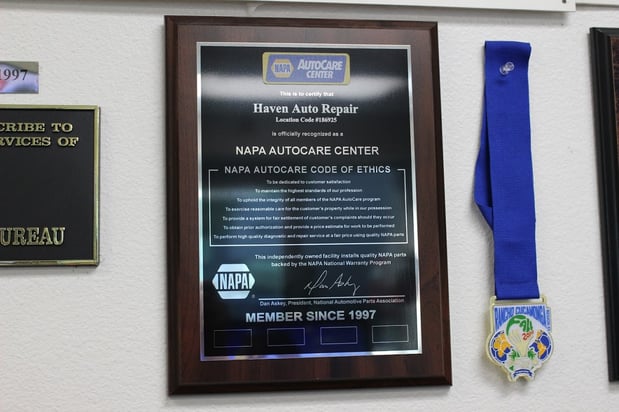 1997
CRIBE TO
RVICES OF
UREAU
NAPA AUTOCARE CENTER
This is to certify that
Haven Auto Repair
Location Code #186925
is officially recognized as a
NAPA AUTOCARE CENTER
NAPA AUTOCARE CODE OF ETHICS
To be dedicated to customer satisfaction
To maintain the highest standards of our profession
To uphold the integrity of all members of the NAPA AutoCare program
To exercise reasonable care for the customer's property while in our possession
To provide a system for fair settlement of customer's complaints should they occur
To obtain prior authorization and provide a price estimate for work to be performed
To perform high quality diagnostic and repair service at a fair price using quality NAPA parts
This independently owned facility installs quality NAPA parts
backed by the NAPA National Warranty Program
NAPA
Dan Askey
Dan Askey, President, National Automotive Parts Association
MEMBER SINCE 1997
RANCHO CUCAMONGA